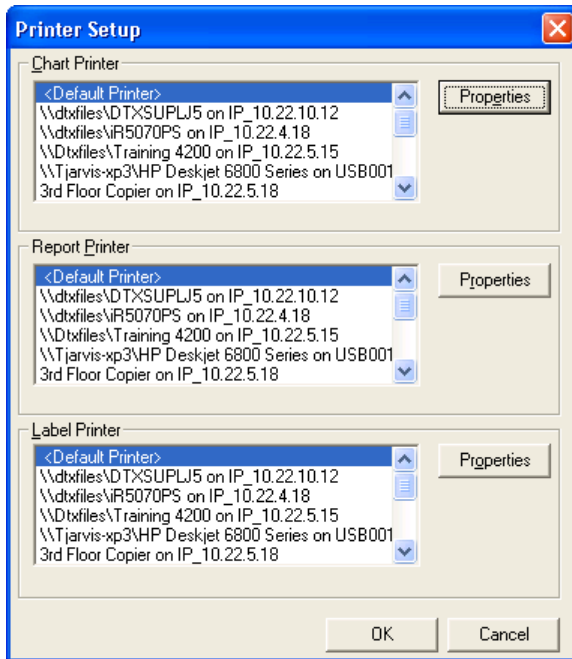 Printer Setup
Chart Printer
<Default Printer>
\\dtxfiles\DTXSUPLJ5 on IP_10.22.10.12
\\dtxfiles\iR5070PS on IP_10.22.4.18
\\Dtxfiles\Training 4200 on IP_10.22.5.15
\\Tjarvis-xp3\HP Deskjet 6800 Series on USB001
3rd Floor Copier on IP_10.22.5.18
Properties
Report Printer
<Default Printer>
\\dtxfiles\DTXSUPLJ5 on IP_10.22.10.12
\\dtxfiles\iR5070PS on IP_10.22.4.18
\\Dtxfiles\Training 4200 on IP_10.22.5.15
\\Tjarvis-xp3\HP Deskjet 6800 Series on USB001
3rd Floor Copier on IP_10.22.5.18
Properties
Label Printer
<Default Printer>
\\dtxfiles\DTXSUPLJ5 on IP_10.22.10.12
\\dtxfiles\iR5070PS on IP_10.22.4.18
\\Dtxfiles\Training 4200 on IP_10.22.5.15
\\Tjarvis-xp3\HP Deskjet 6800 Series on USB001
3rd Floor Copier on IP_10.22.5.18
Properties
OK Cancel